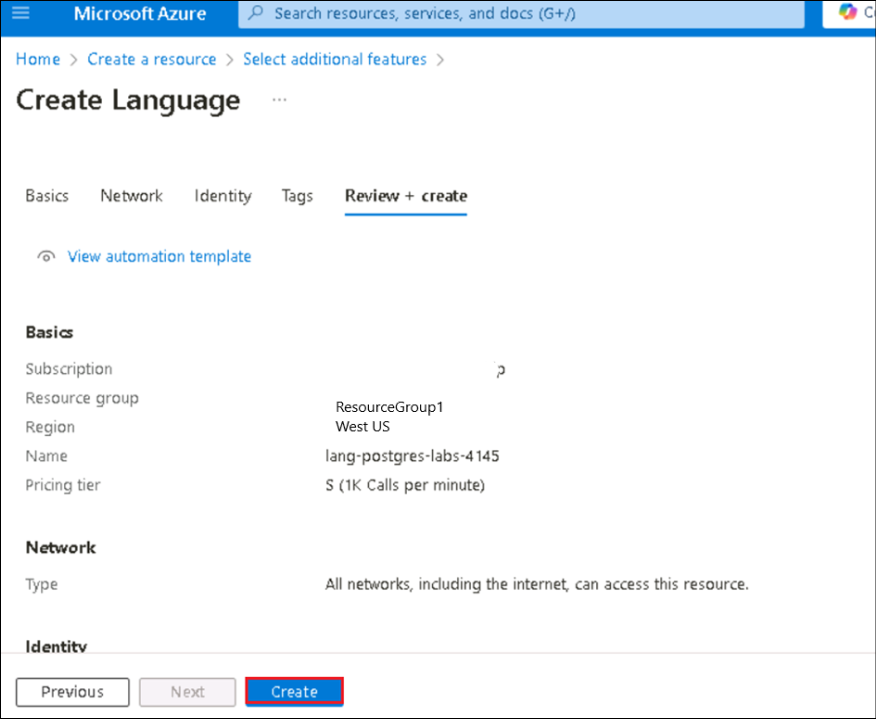 Microsoft Azure
Search resources, services, and docs (G+/)
Home > Create a resource > Select additional features >
Create Language ...
Basics Network Identity Tags Review + create
View automation template
Basics
Subscription
Resource group ResourceGroup1
Region West US
Name lang-postgres-labs-4145
Pricing tier S (1K Calls per minute)
Network
Type All networks, including the internet, can access this resource.
Identity
Previous Next Create